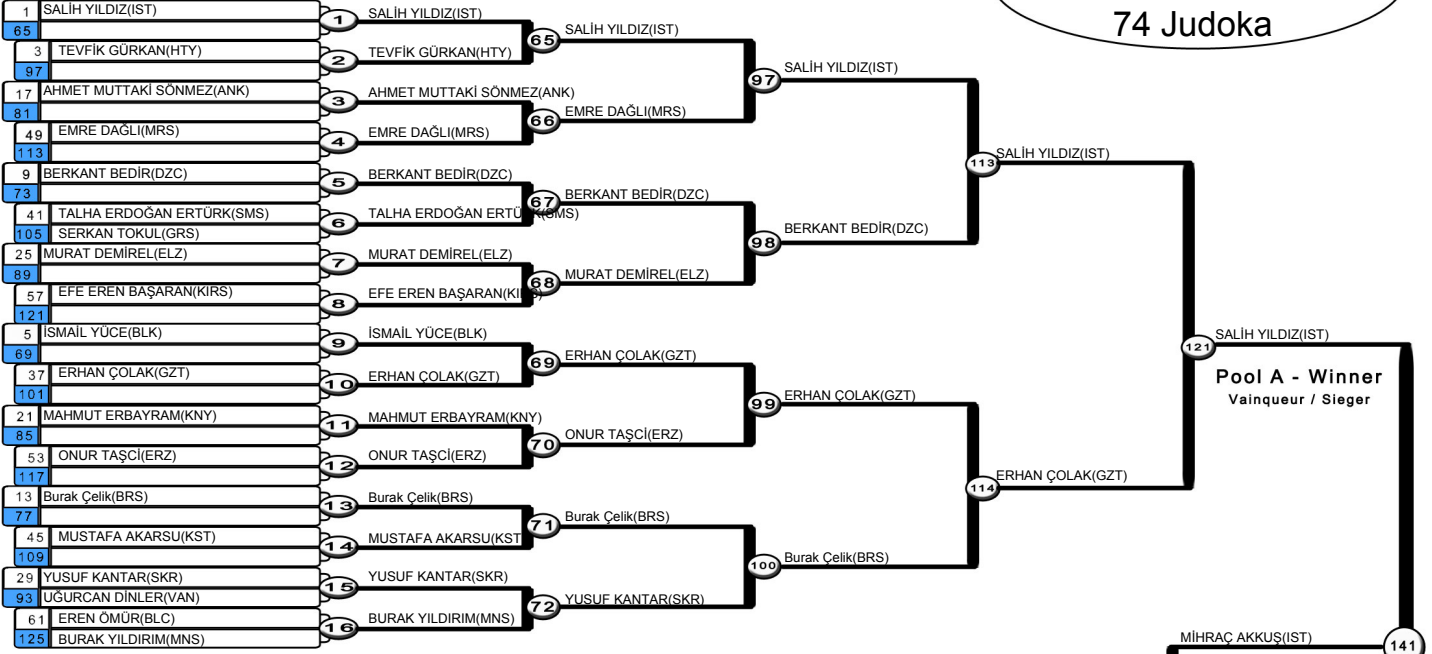 74 Judoka
1 SALİH YILDIZ(IST)
65
3 TEVFİK GÜRKAN(HTY)
97
17 AHMET MUTTAKİ SÖNMEZ(ANK)
81
49 EMRE DAĞLI(MRS)
113
9 BERKANT BEDİR(DZC)
73
41 TALHA ERDOĞAN ERTÜRK(SMS)
105 SERKAN TOKUL(GRS)
25 MURAT DEMİREL(ELZ)
89
57 EFE EREN BAŞARAN(KIRS)
121
5 İSMAİL YÜCE(BLK)
69
37 ERHAN ÇOLAK(GZT)
101
21 MAHMUT ERBAYRAM(KNY)
85
53 ONUR TAŞCİ(ERZ)
117
13 Burak Çelik(BRS)
77
45 MUSTAFA AKARSU(KST)
109
29 YUSUF KANTAR(SKR)
93 UĞURCAN DİNLER(VAN)
61 EREN ÖMÜR(BLC)
125 BURAK YILDIRIM(MNS)
1 SALİH YILDIZ(IST)
2 TEVFİK GÜRKAN(HTY)
3 AHMET MUTTAKİ SÖNMEZ(ANK)
4 EMRE DAĞLI(MRS)
5 BERKANT BEDİR(DZC)
6 TALHA ERDOĞAN ERTÜRK(SMS)
7 MURAT DEMİREL(ELZ)
8 EFE EREN BAŞARAN(KIRS)
9 İSMAİL YÜCE(BLK)
10 ERHAN ÇOLAK(GZT)
11 MAHMUT ERBAYRAM(KNY)
12 ONUR TAŞCİ(ERZ)
13 Burak Çelik(BRS)
14 MUSTAFA AKARSU(KST
15 YUSUF KANTAR(SKR)
16 BURAK YILDIRIM(MNS)
65 SALİH YILDIZ(IST)
66 EMRE DAĞLI(MRS)
67 BERKANT BEDİR(DZC)
68 MURAT DEMİREL(ELZ)
69 ERHAN ÇOLAK(GZT)
70 ONUR TAŞCİ(ERZ)
71 Burak Çelik(BRS)
72 YUSUF KANTAR(SKR)
97 SALİH YILDIZ(IST)
98 BERKANT BEDİR(DZC)
99 ERHAN ÇOLAK(GZT)
100 Burak Çelik(BRS)
113 SALİH YILDIZ(IST)
114 ERHAN ÇOLAK(GZT)
121 SALİH YILDIZ(IST)
Pool A - Winner
Vainqueur / Sieger
MİHRAÇ AKKUŞ(IST)
141